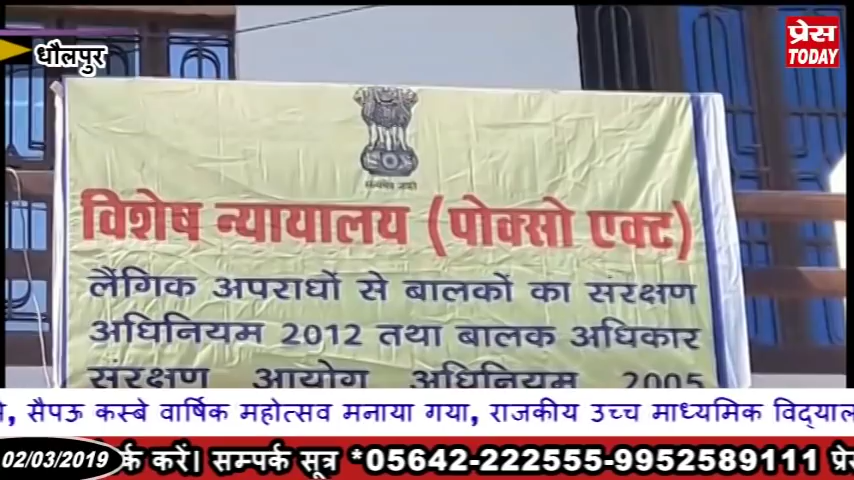 धौलपुर
प्रेस
TODAY
सत्यमेव जयते
विशेष न्यायालय (पोक्सो एक्ट)
लैंगिक अपराधों से बालकों का संरक्षण
अधिनियम 2012 तथा बालक अधिकार
संरक्षण आयोग अधिनियम 2005
सैपऊ कस्बे वार्षिक महोत्सव मनाया गया, राजकीय उच्च माध्यमिक
02/03/2019 करें। सम्पर्क सूत्र *05642-222555-9952589111